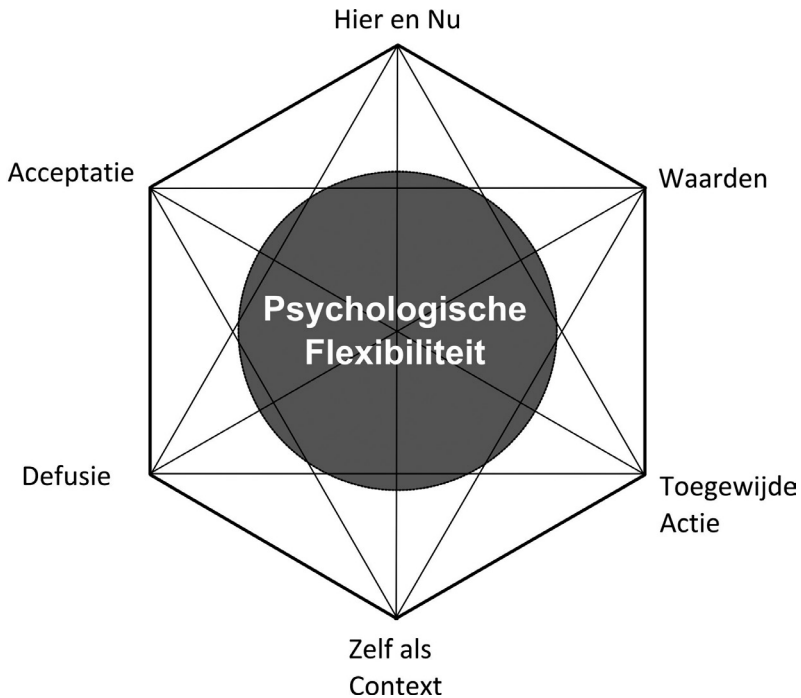 Hier en Nu
Acceptatie
Waarden
Psychologische
Flexibiliteit
Defusie
Toegewijde
Actie
Zelf als
Context